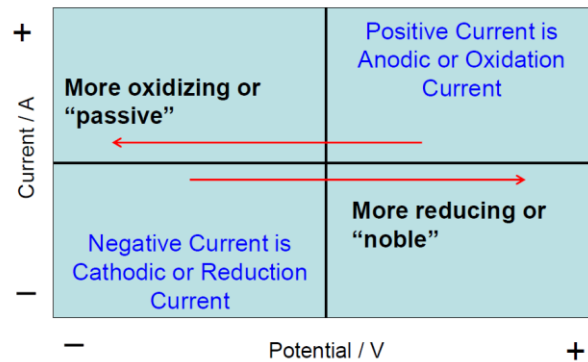 +
Positive Current is
Anodic or Oxidation
Current
More oxidizing or
“passive”
Current / A
More reducing or
“noble”
Negative Current is
Cathodic or Reduction
Current
–
–
Potential / V
+